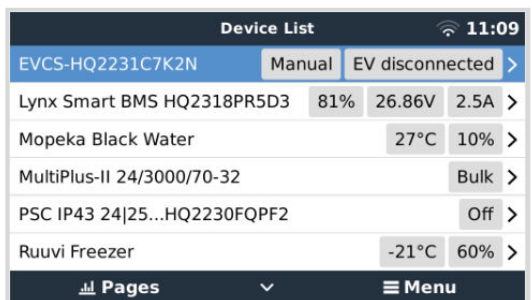 Device List 11:09
EVCS-HQ2231C7K2N Manual EV disconnected
Lynx Smart BMS HQ2318PR5D3 81% 26.86V 2.5A
Mopeka Black Water 27°C 10%
MultiPlus-II 24/3000/70-32 Bulk
PSC IP43 24|25...HQ2230FQPF2 Off
Ruuvi Freezer -21°C 60%
Pages Menu